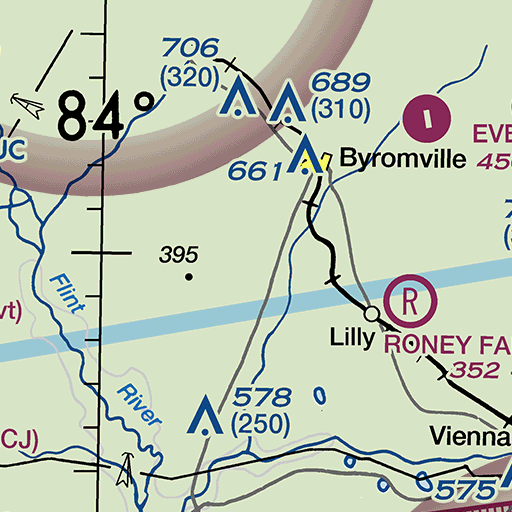 706
(320)
689
(310)
84°
UC
EVE
450
661
Byromville
395
Flint
vt)
R
Lilly
RONEY FA
352
River
578
(250)
CJ)
Vienna
575